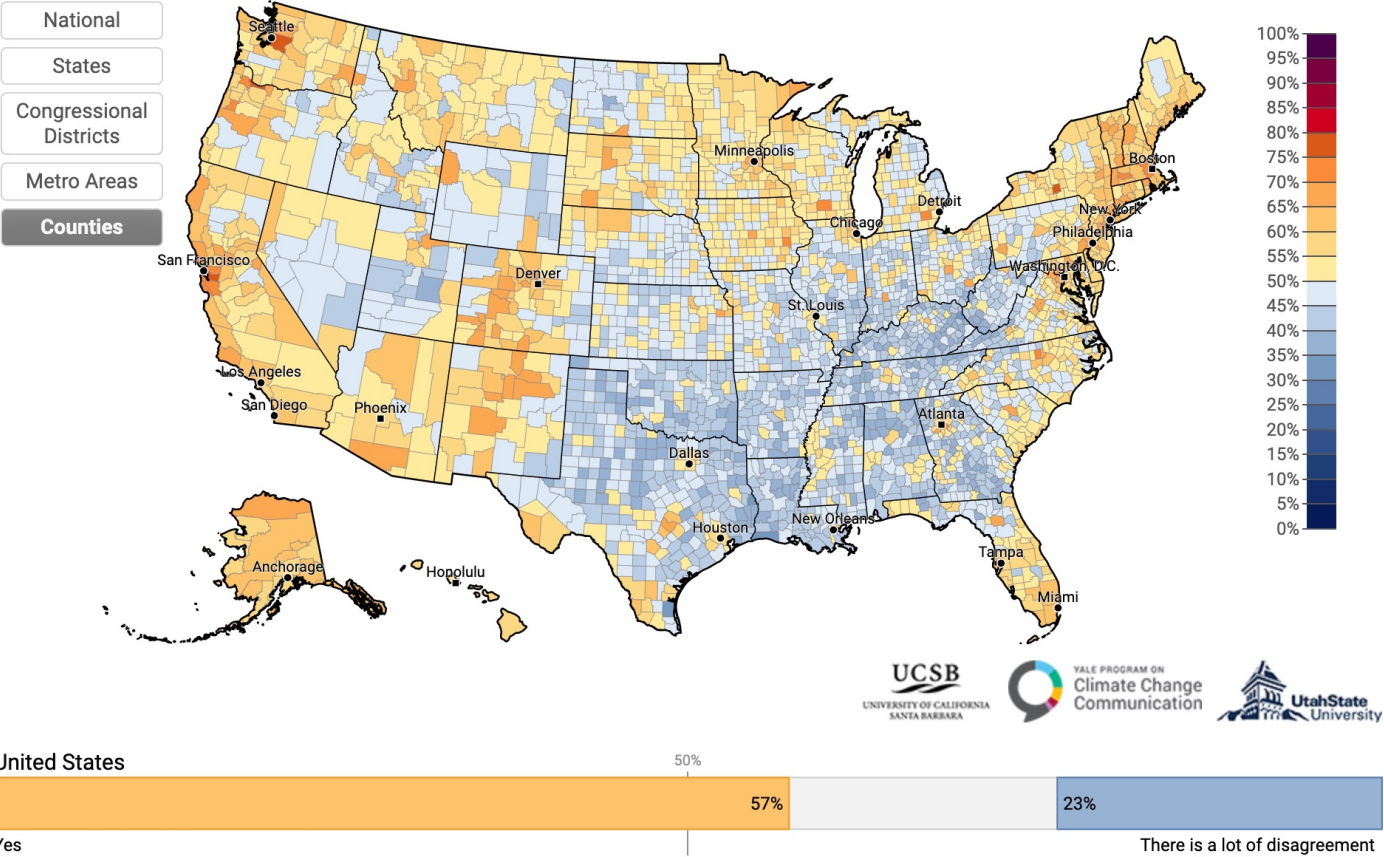 National
States
Congressional
Districts
Metro Areas
Counties
Seattle
Minneapolis
Boston
Detroit
New York
Chicago
Philadelphia
San Francisco
Washington, D.C.
Denver
St. Louis
Los Angeles
San Diego
Phoenix
Atlanta
Dallas
Houston
New Orleans
Tampa
Anchorage
Honolulu
Miami
100%
95%
90%
85%
80%
75%
70%
65%
60%
55%
50%
45%
40%
35%
30%
25%
20%
15%
10%
5%
0%
UCSB
UNIVERSITY OF CALIFORNIA
SANTA BARBARA
YALE PROGRAM ON
Climate Change
Communication
UtahState
University
United States
50%
57%
23%
Yes
There is a lot of disagreement